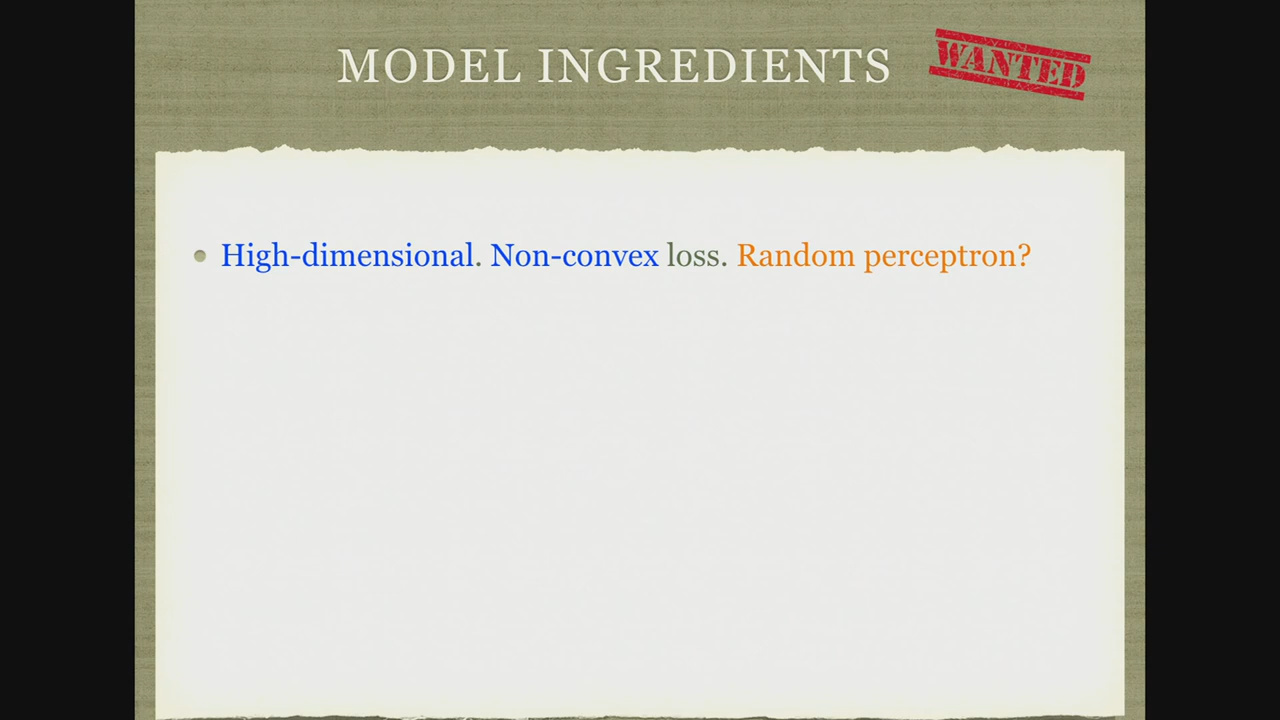 MODEL INGREDIENTS
WANTED
High-dimensional. Non-convex loss. Random perceptron?